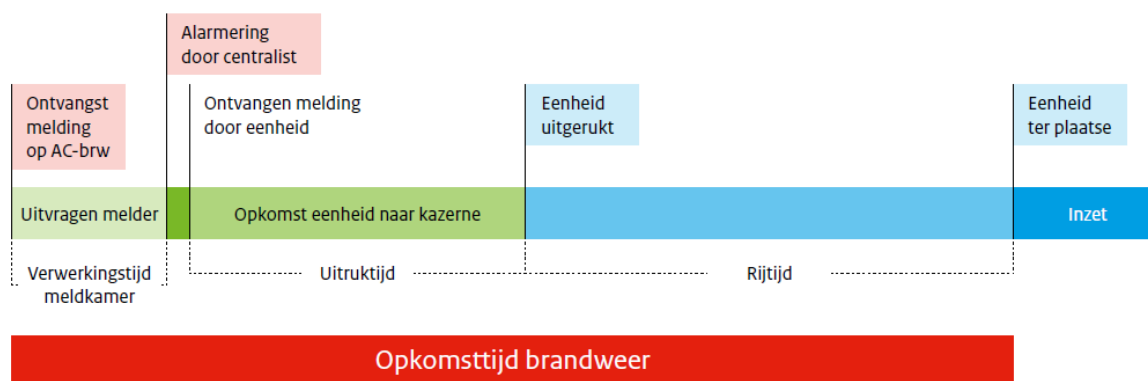 Alarmering
door centralist
Ontvangst
melding
op AC-brw
Ontvangen melding
door eenheid
Eenheid
uitgerukt
Eenheid
ter plaatse
Uitvragen melder
Opkomst eenheid naar kazerne
Inzet
Verwerkingstijd
meldkamer
Uitruktijd
Rijtijd
Opkomsttijd brandweer